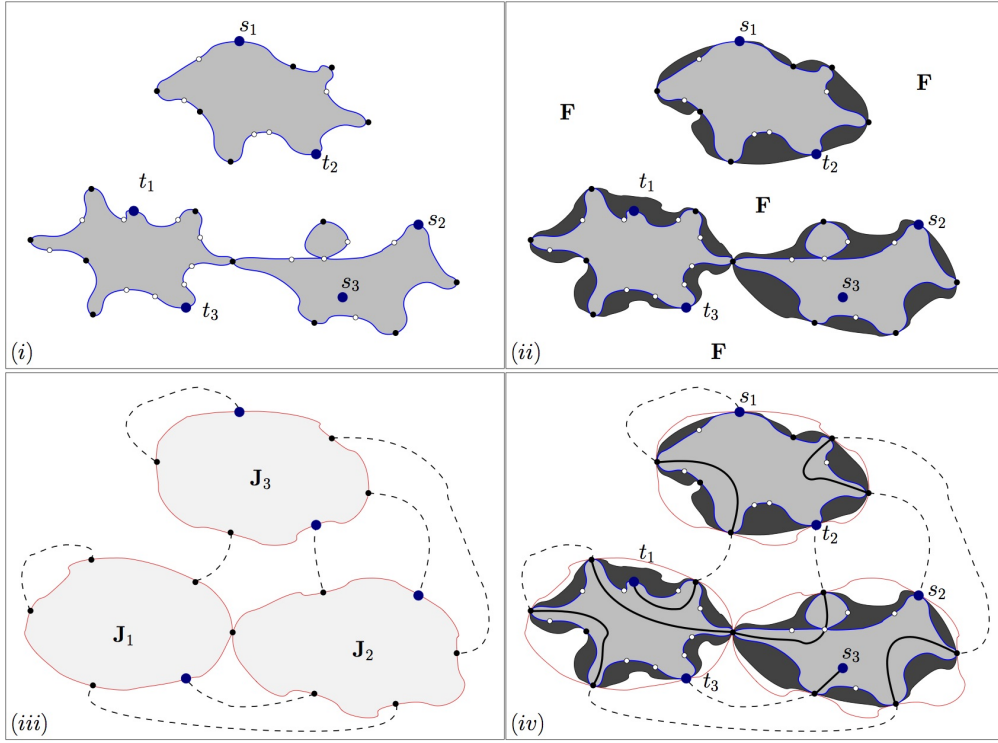 s₁
t₂
t₁
s₂
s₃
t₃
(i)
s₁
F
F
t₂
t₁
F
s₂
s₃
t₃
F
(ii)
J₃
J₁
J₂
(iii)
s₁
t₂
t₁
s₂
s₃
t₃
(iv)